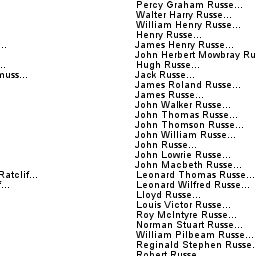 Percy Graham Russe...
Walter Harry Russe...
William Henry Russe...
Henry Russe...
... James Henry Russe...
John Herbert Mowbray Ru
... Hugh Russe...
muss... Jack Russe...
James Roland Russe...
James Russe...
John Walker Russe...
John Thomas Russe...
John Thomson Russe...
John William Russe...
John Russe...
John Lowrie Russe...
John Macbeth Russe...
Ratclif... Leonard Thomas Russe...
... Leonard Wilfred Russe...
Lloyd Russe...
Louis Victor Russe...
Roy McIntyre Russe...
Norman Stuart Russe...
William Pilbeam Russe...
Reginald Stephen Russe.
Robert Russe